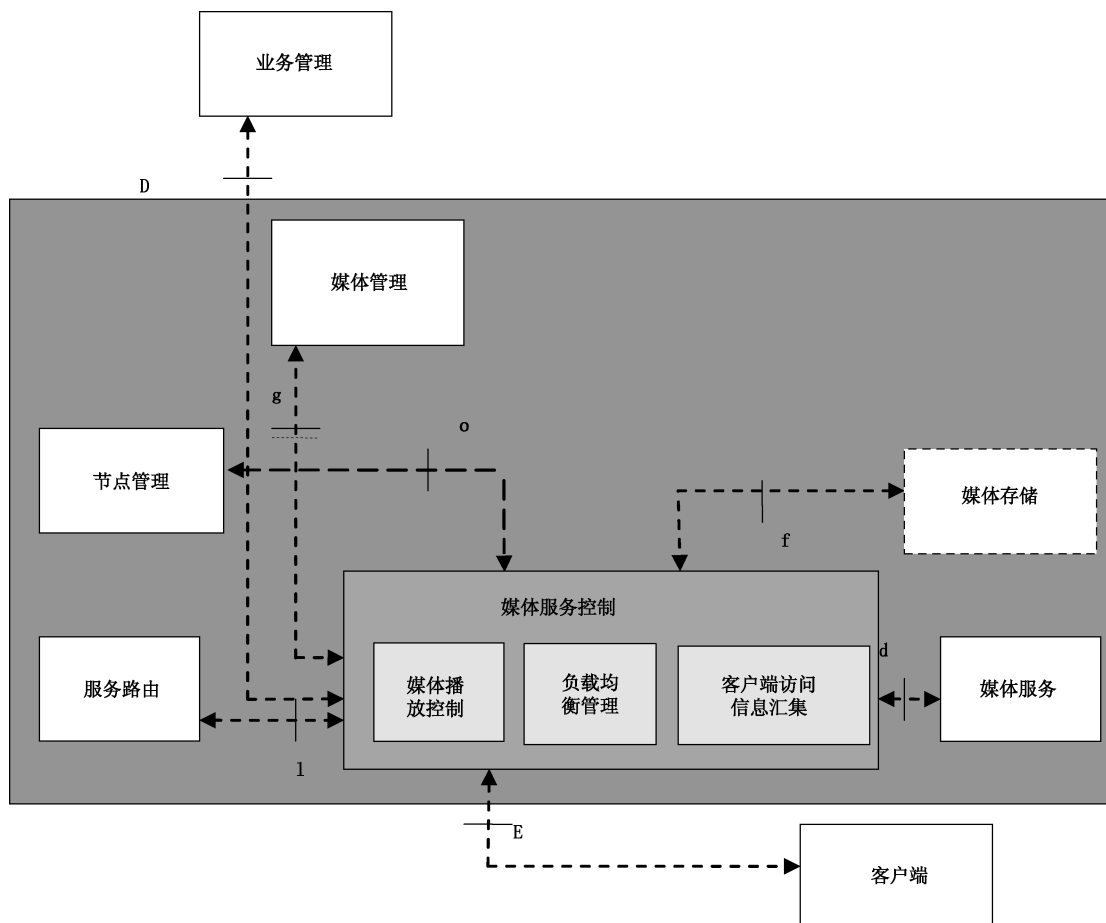 业务管理
D
媒体管理
g
o
节点管理
媒体存储
f
媒体服务控制
服务路由
媒体播
放控制
负载均
衡管理
客户端访问
信息汇集
d
媒体服务
l
E
客户端